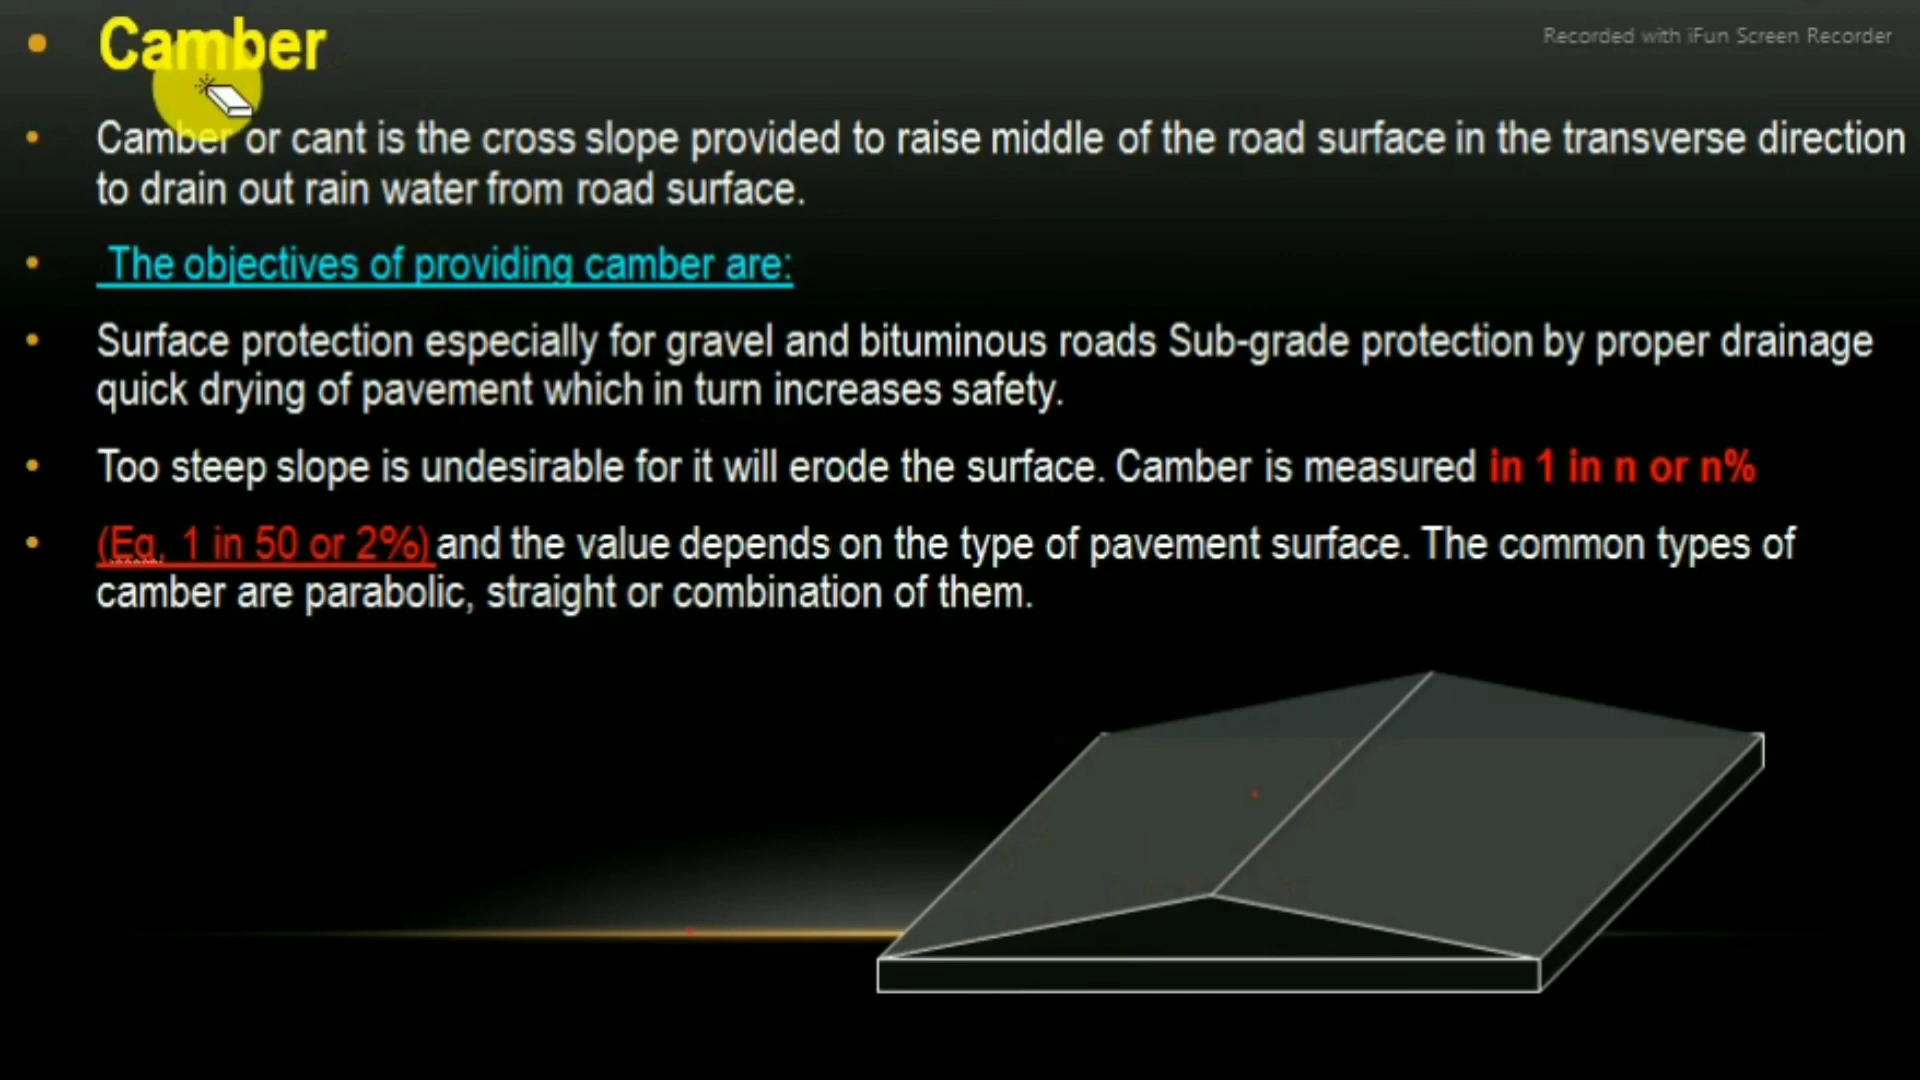 Recorded with iFun Screen Recorder
Camber
Camber or cant is the cross slope provided to raise middle of the road surface in the transverse direction
to drain out rain water from road surface.
The objectives of providing camber are:
Surface protection especially for gravel and bituminous roads Sub-grade protection by proper drainage
quick drying of pavement which in turn increases safety.
Too steep slope is undesirable for it will erode the surface. Camber is measured in 1 in n or n%
(Eg. 1 in 50 or 2%) and the value depends on the type of pavement surface. The common types of
camber are parabolic, straight or combination of them.